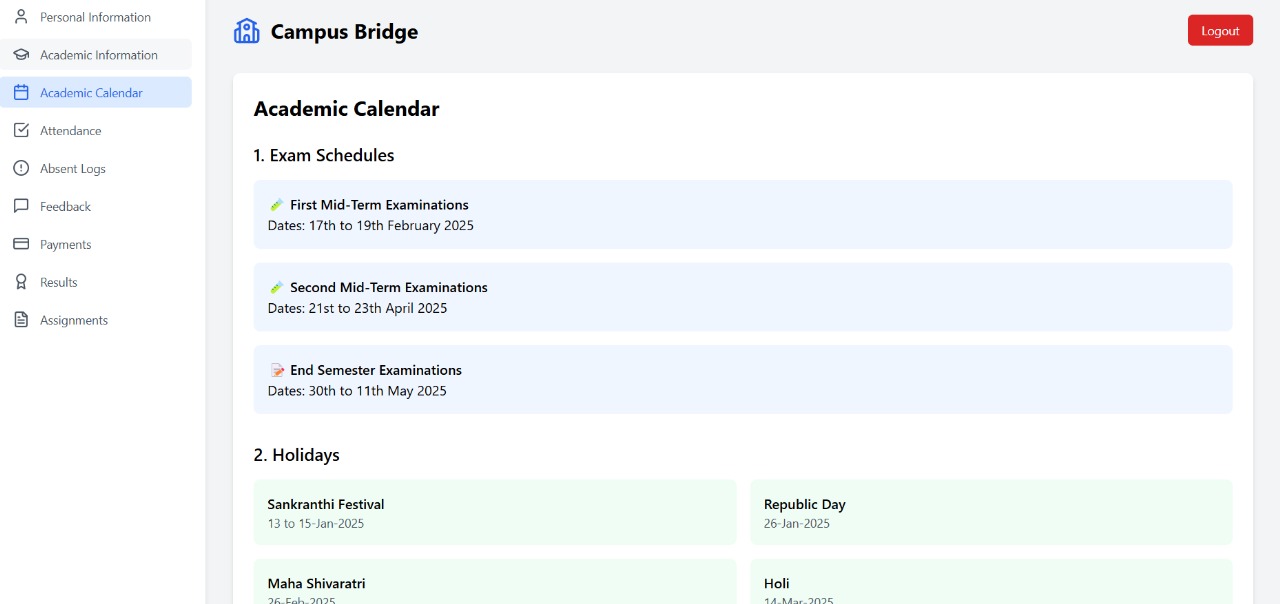 Personal Information
Academic Information
Academic Calendar
Attendance
Absent Logs
Feedback
Payments
Results
Assignments
Campus Bridge
Logout
Academic Calendar
1. Exam Schedules
First Mid-Term Examinations
Dates: 17th to 19th February 2025
Second Mid-Term Examinations
Dates: 21st to 23th April 2025
End Semester Examinations
Dates: 30th to 11th May 2025
2. Holidays
Sankranthi Festival
13 to 15-Jan-2025
Republic Day
26-Jan-2025
Maha Shivaratri
26-Feb-2025
Holi
14-Mar-2025